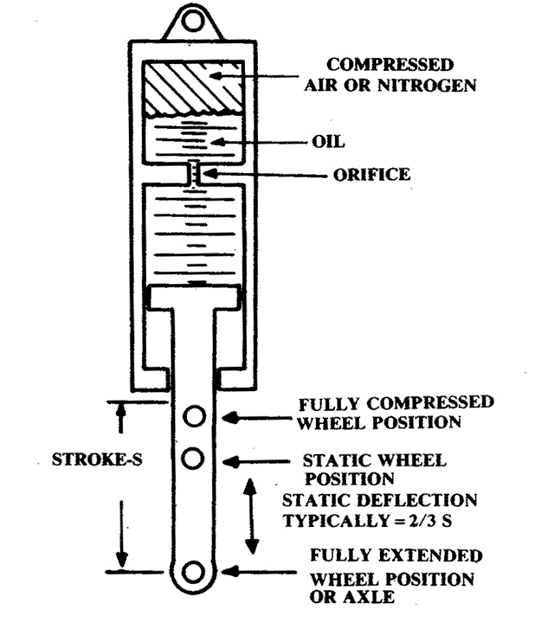 COMPRESSED
AIR OR NITROGEN
OIL
ORIFICE
FULLY COMPRESSED
WHEEL POSITION
STROKE-S
STATIC WHEEL
POSITION
STATIC DEFLECTION
TYPICALLY = 2/3 S
FULLY EXTENDED
WHEEL POSITION
OR AXLE